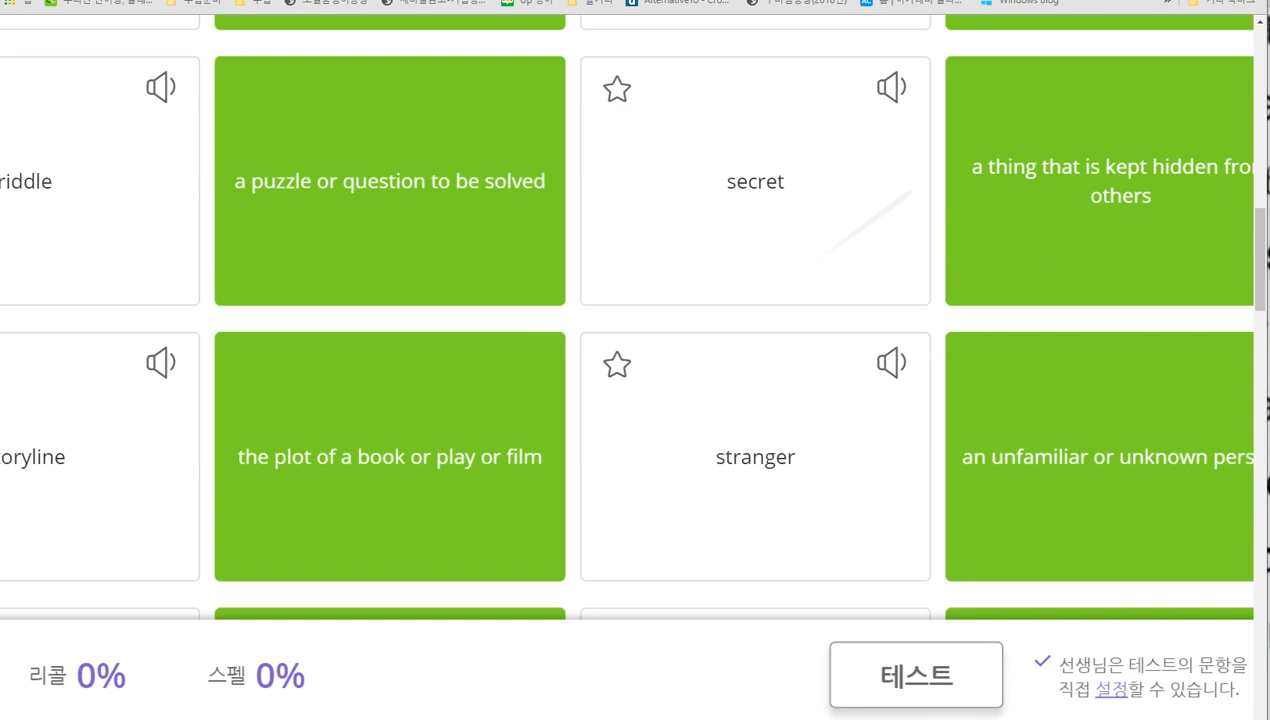 riddle
a puzzle or question to be solved
secret
a thing that is kept hidden from
others
the plot of a book or play or film
stranger
an unfamiliar or unknown pers
리콜 0%
스펠 0%
테스트
선생님은 테스트의 문항을
직접 설정할 수 있습니다.
Windows Blog